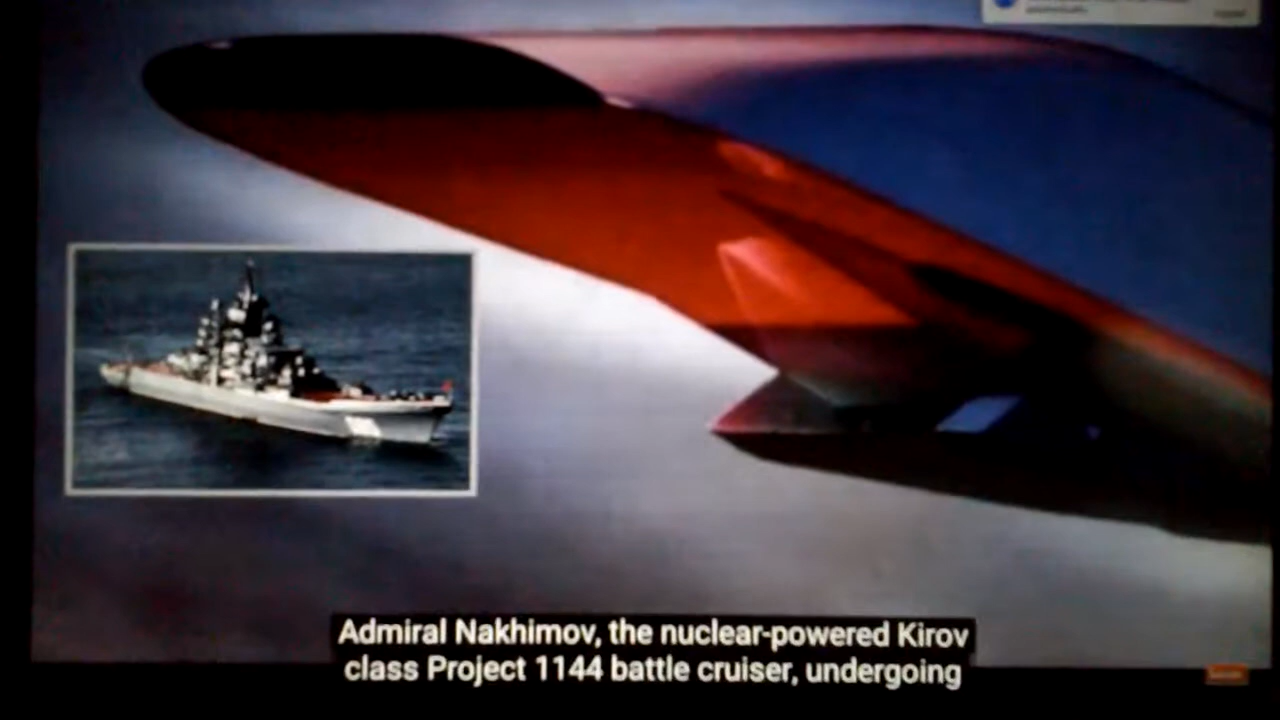 Admiral Nakhimov, the nuclear-powered Kirov
class Project 1144 battle cruiser, undergoing